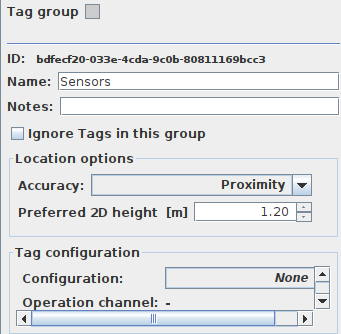 Tag group
ID: bdfecf20-033e-4cda-9c0b-80811169bcc3
Name: Sensors
Notes:
Ignore Tags in this group
Location options
Accuracy: Proximity
Preferred 2D height [m] 1.20
Tag configuration
Configuration: None
Operation channel: -